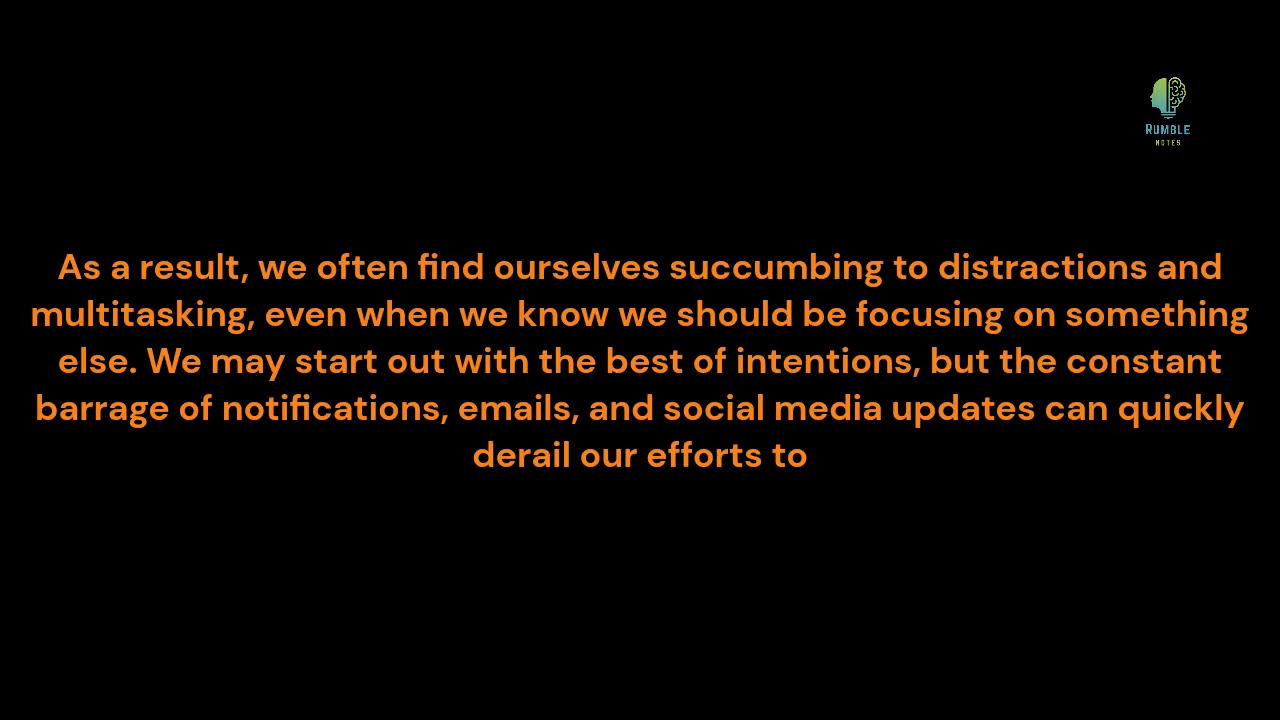 RUMBLE
NOTES
As a result, we often find ourselves succumbing to distractions and
multitasking, even when we know we should be focusing on something
else. We may start out with the best of intentions, but the constant
barrage of notifications, emails, and social media updates can quickly
derail our efforts to